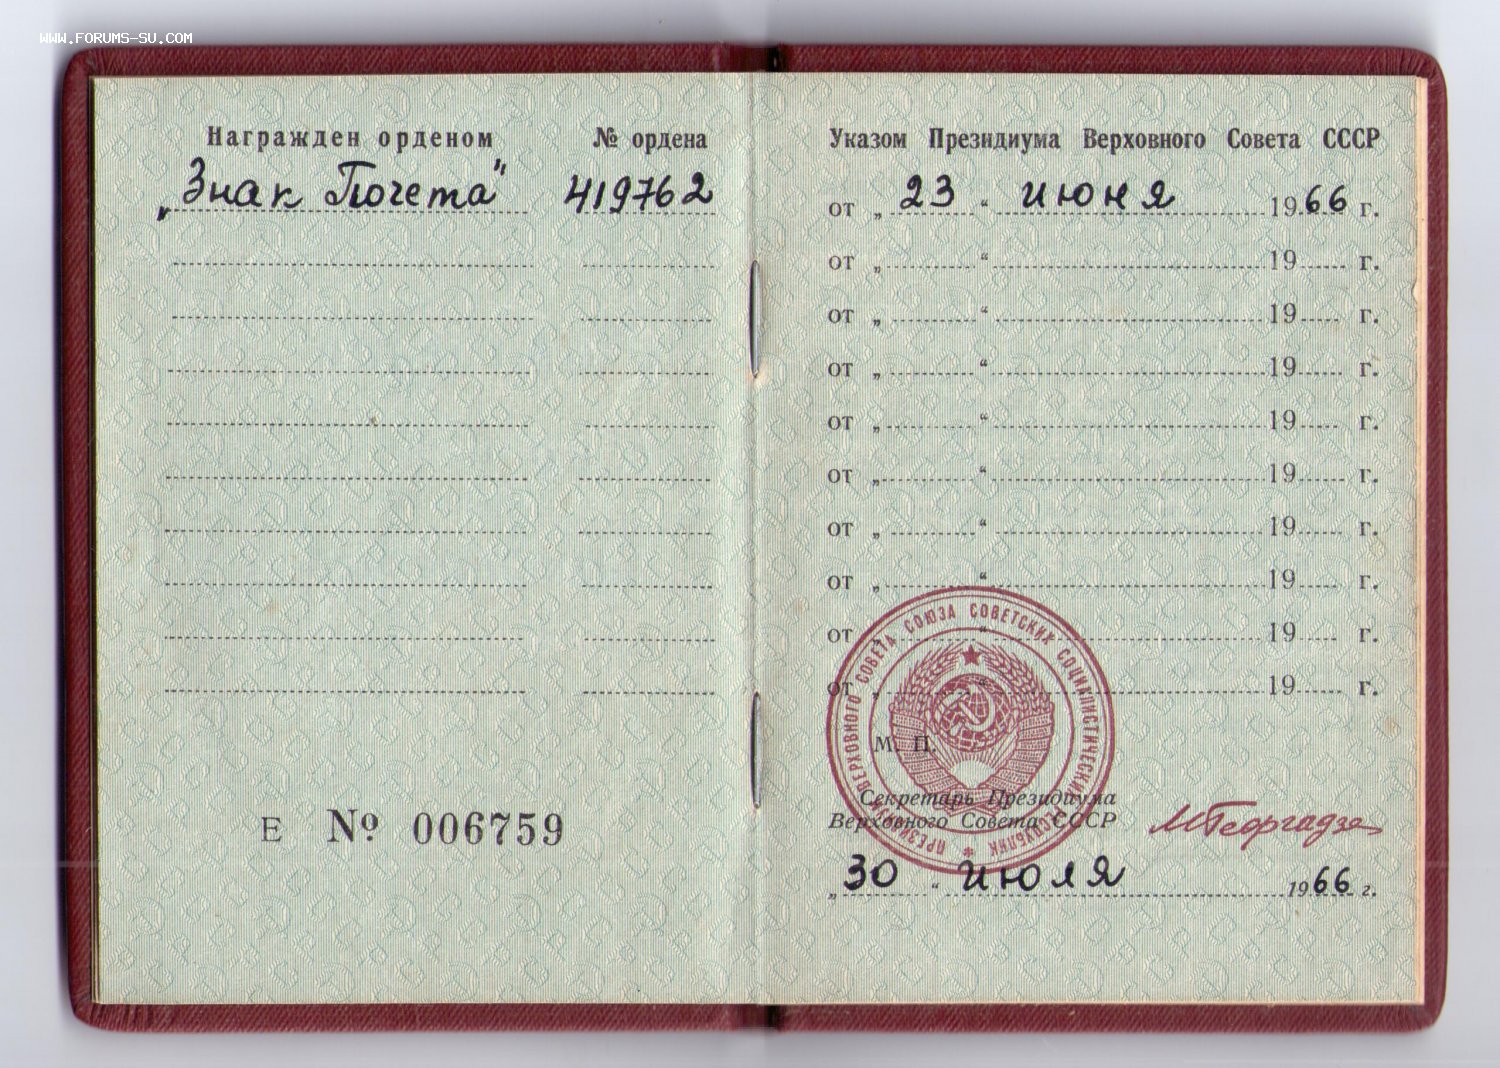 WWW.FORUMS-SU.COM
Награжден орденом № ордена
„Знак Почета" 419762
Е № 006759
Указом Президиума Верховного Совета СССР
от „ 23 “ июня 1966 г.
от „ “ 19 г.
от „ “ 19 г.
от „ “ 19 г.
от „ “ 19 г.
от „ “ 19 г.
от „ “ 19 г.
от „ “ 19 г.
от „ “ 19 г.
от „ “ 19 г.
ПРЕЗИДИУМ ВЕРХОВНОГО СОВЕТА СОЮЗА СОВЕТСКИХ СОЦИАЛИСТИЧЕСКИХ РЕСПУБЛИК
М. П.
Секретарь Президиума
Верховного Совета СССР МГеоргадзе
„ 30 “ июля 1966 г.